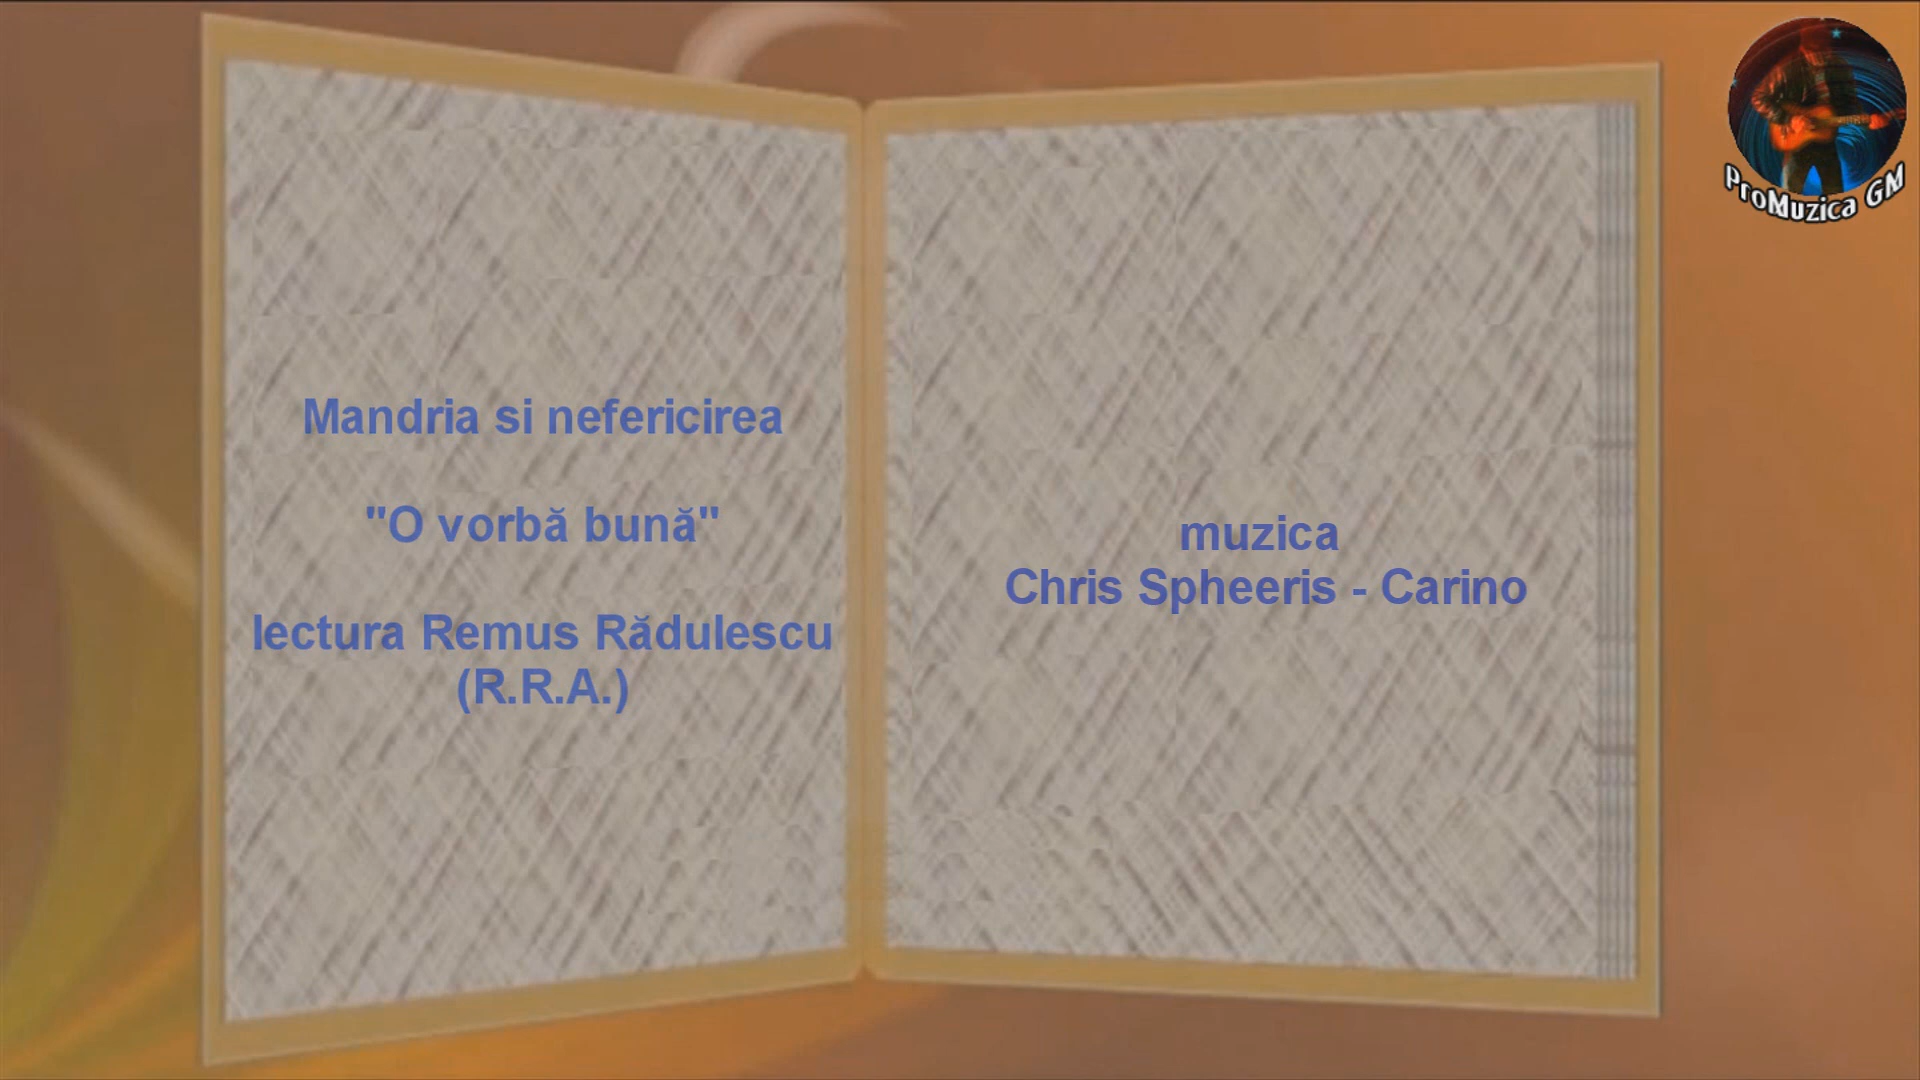 Mandria si nefericirea
"O vorbă bună"
lectura Remus Rădulescu
(R.R.A.)
muzica
Chris Spheeris - Carino
ProMuzica GM